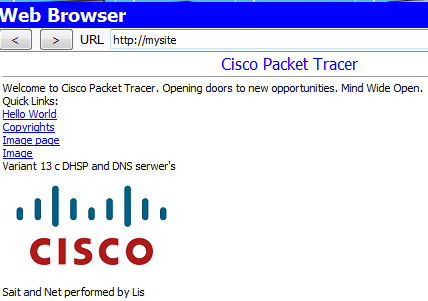 Web Browser
< > URL http://mysite
Cisco Packet Tracer
Welcome to Cisco Packet Tracer. Opening doors to new opportunities. Mind Wide Open.
Quick Links:
Hello World
Copyrights
Image page
Image
Variant 13 c DHSP and DNS serwer's
CISCO
Sait and Net performed by Lis